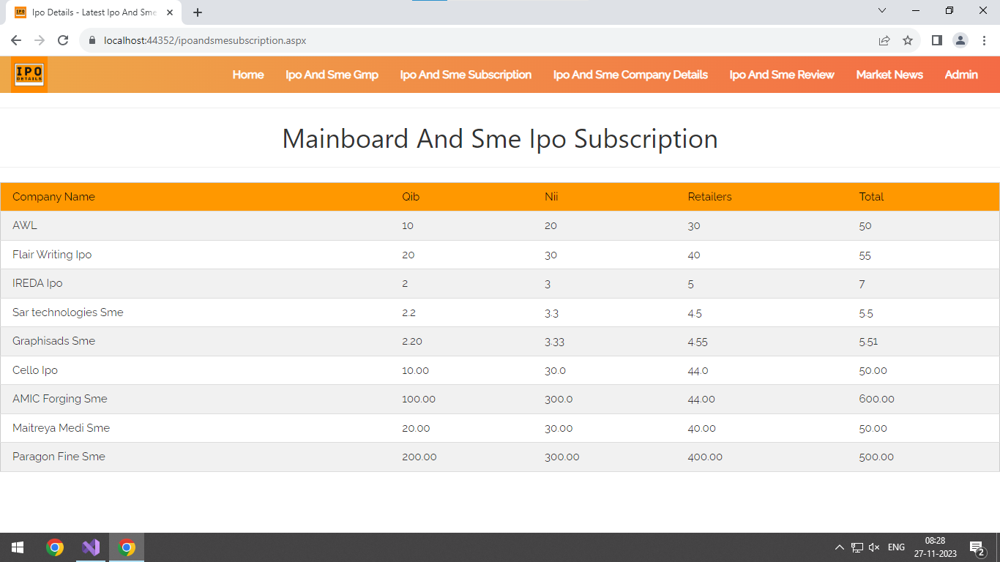 Ipo Details - Latest Ipo And Sme
localhost:44352/ipoandsmesubscription.aspx
IPO DETAILS Home Ipo And Sme Gmp Ipo And Sme Subscription Ipo And Sme Company Details Ipo And Sme Review Market News Admin
Mainboard And Sme Ipo Subscription
Company Name Qib Nii Retailers Total
AWL 10 20 30 50
Flair Writing Ipo 20 30 40 55
IREDA Ipo 2 3 5 7
Sar technologies Sme 2.2 3.3 4.5 5.5
Graphisads Sme 2.20 3.33 4.55 5.51
Cello Ipo 10.00 30.0 44.0 50.00
AMIC Forging Sme 100.00 300.0 44.00 600.00
Maitreya Medi Sme 20.00 30.00 40.00 50.00
Paragon Fine Sme 200.00 300.00 400.00 500.00
ENG 08:28
27-11-2023 2